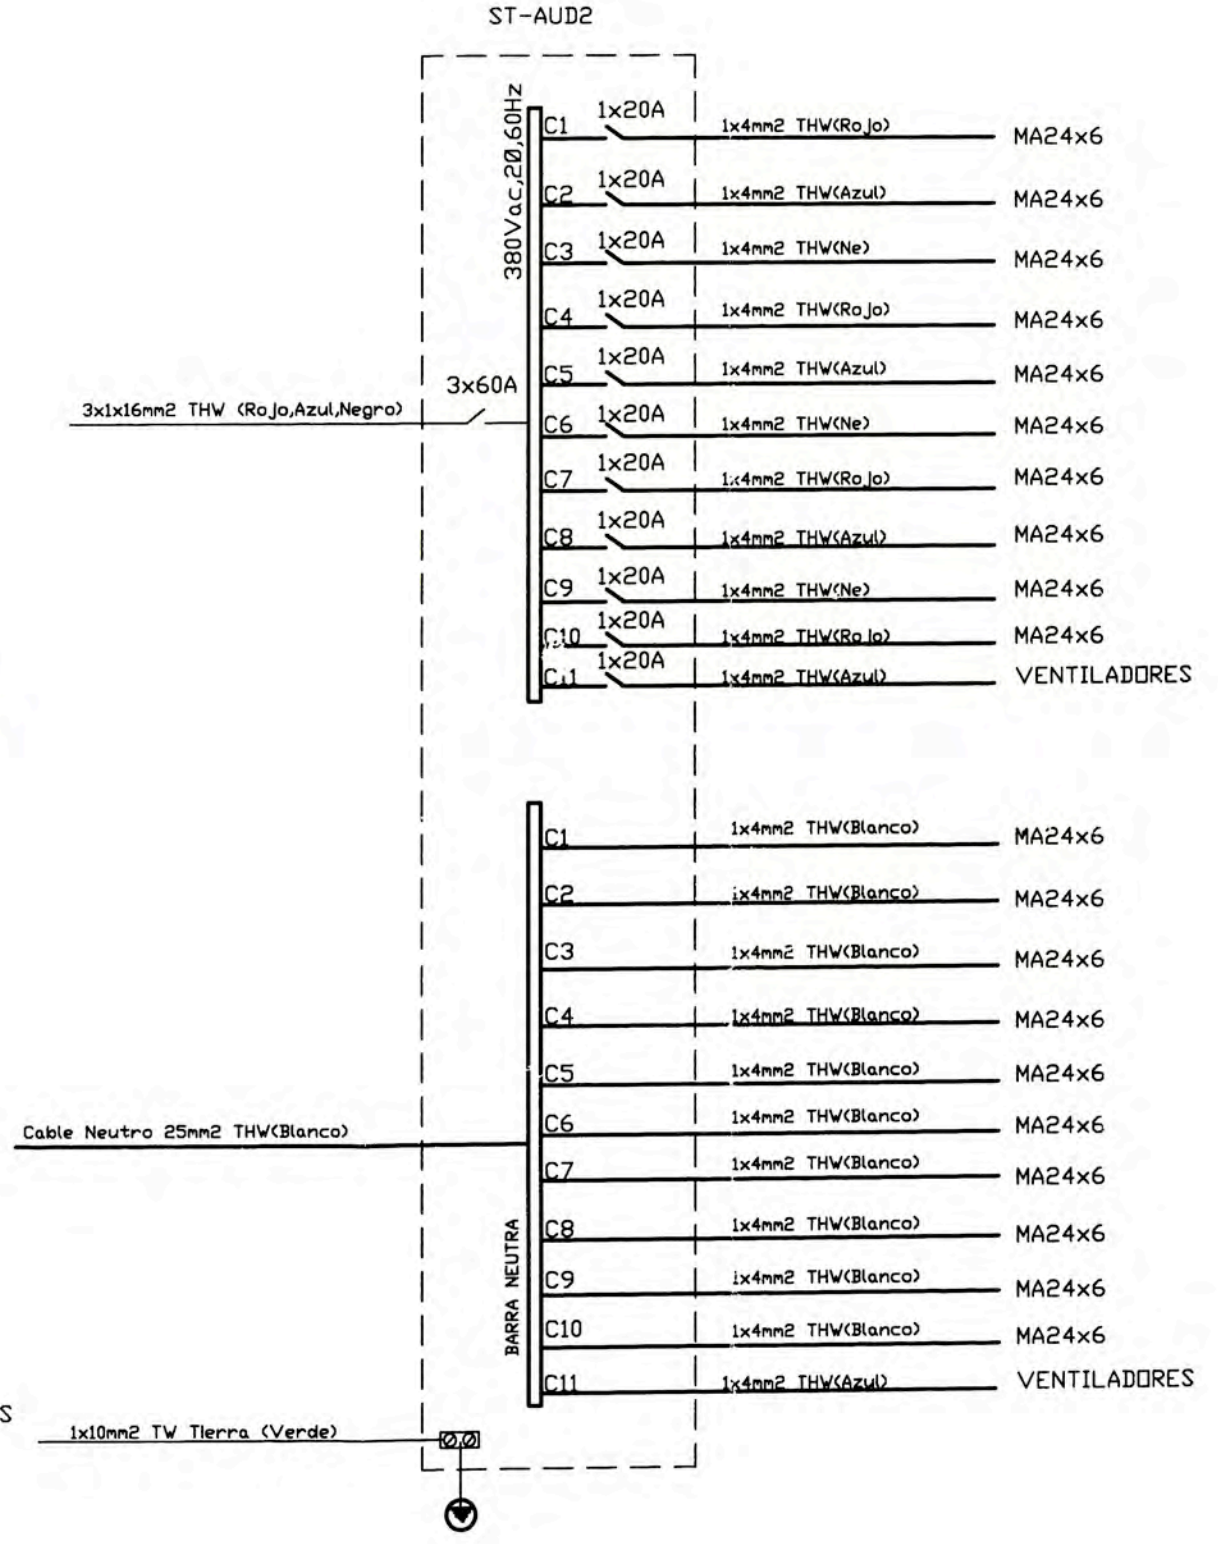 ST-AUD2
380Vac,20,60Hz
C1 1x20A 1x4mm2 THW(Rojo) MA24x6
C2 1x20A 1x4mm2 THW(Azul) MA24x6
C3 1x20A 1x4mm2 THW(Ne) MA24x6
C4 1x20A 1x4mm2 THW(Rojo) MA24x6
C5 1x20A 1x4mm2 THW(Azul) MA24x6
3x60A
3x1x16mm2 THW (Rojo,Azul,Negro)
C6 1x20A 1x4mm2 THW(Ne) MA24x6
C7 1x20A 1x4mm2 THW(Rojo) MA24x6
C8 1x20A 1x4mm2 THW(Azul) MA24x6
C9 1x20A 1x4mm2 THW(Ne) MA24x6
C10 1x20A 1x4mm2 THW(Rojo) MA24x6
C11 1x20A 1x4mm2 THW(Azul) VENTILADORES
C1 1x4mm2 THW(Blanco) MA24x6
C2 1x4mm2 THW(Blanco) MA24x6
C3 1x4mm2 THW(Blanco) MA24x6
C4 1x4mm2 THW(Blanco) MA24x6
C5 1x4mm2 THW(Blanco) MA24x6
C6 1x4mm2 THW(Blanco) MA24x6
Cable Neutro 25mm2 THW(Blanco)
C7 1x4mm2 THW(Blanco) MA24x6
C8 1x4mm2 THW(Blanco) MA24x6
BARRA NEUTRA
C9 1x4mm2 THW(Blanco) MA24x6
C10 1x4mm2 THW(Blanco) MA24x6
C11 1x4mm2 THW(Azul) VENTILADORES
S
1x10mm2 TW Tierra (Verde)